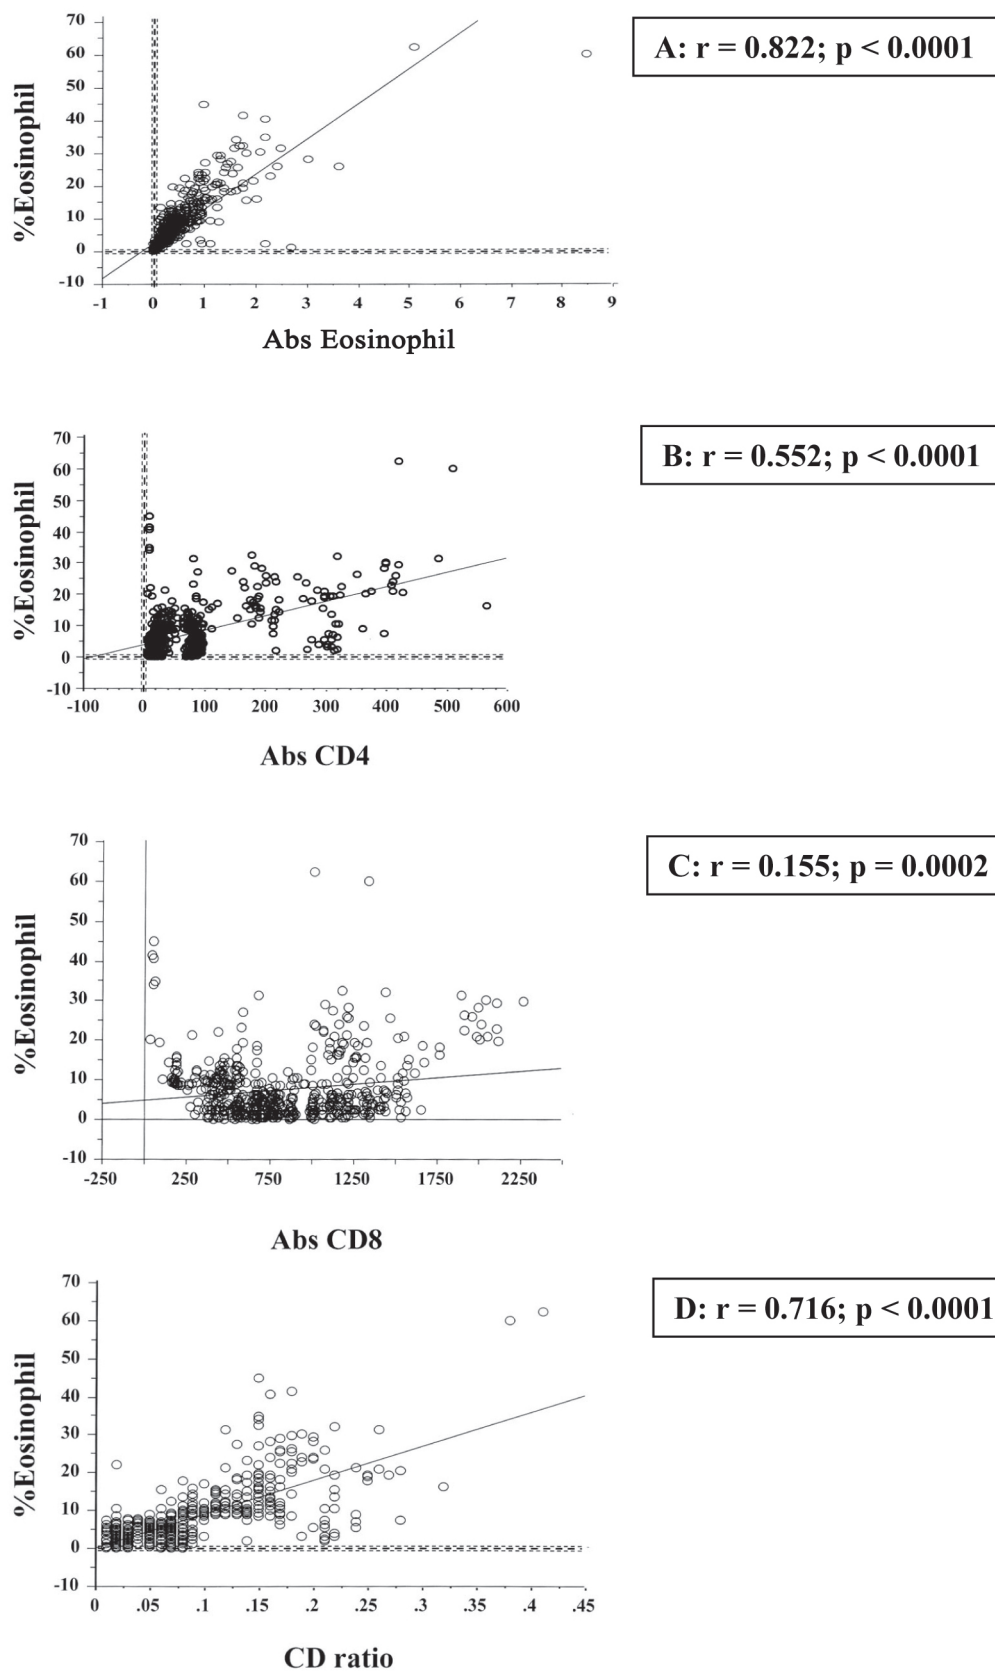 A: r = 0.822; p < 0.0001
70
60
50
40
30
20
10
0
-10
%Eosinophil
-1 0 1 2 3 4 5 6 7 8 9
Abs Eosinophil
B: r = 0.552; p < 0.0001
70
60
50
40
30
20
10
0
-10
%Eosinophil
-100 0 100 200 300 400 500 600
Abs CD4
C: r = 0.155; p = 0.0002
70
60
50
40
30
20
10
0
-10
%Eosinophil
-250 250 750 1250 1750 2250
Abs CD8
D: r = 0.716; p < 0.0001
70
60
50
40
30
20
10
0
-10
%Eosinophil
0 .05 .1 .15 .2 .25 .3 .35 .4 .45
CD ratio